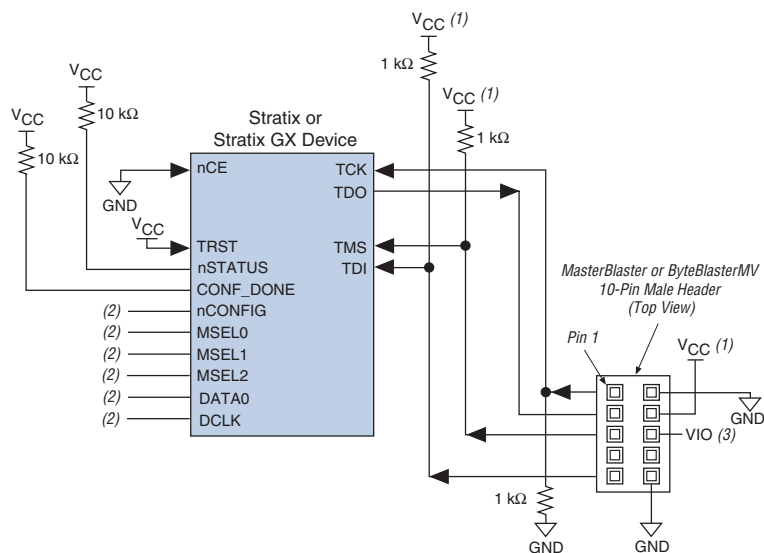 VCC (1)
1 kΩ
VCC
10 kΩ
VCC (1)
1 kΩ
VCC
10 kΩ
Stratix or
Stratix GX Device
nCE
TCK
TDO
GND
VCC
TRST
TMS
nSTATUS
TDI
CONF_DONE
(2) nCONFIG
(2) MSEL0
(2) MSEL1
(2) MSEL2
(2) DATA0
(2) DCLK
MasterBlaster or ByteBlasterMV
10-Pin Male Header
(Top View)
Pin 1
VCC (1)
GND
VIO (3)
1 kΩ
GND
GND